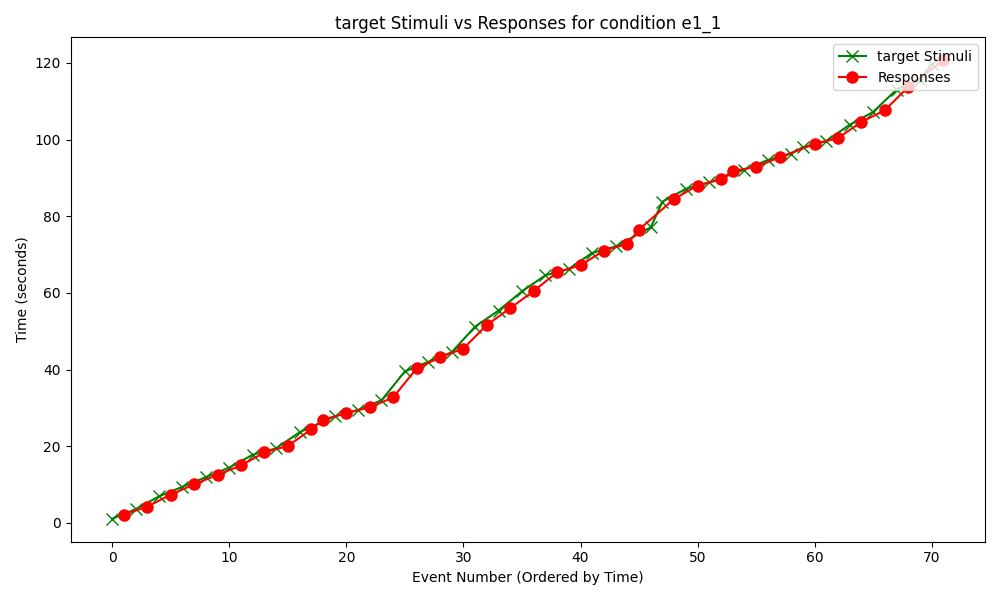 target Stimuli vs Responses for condition e1_1
target Stimuli
Responses
Time (seconds)
120
100
80
60
40
20
0
0 10 20 30 40 50 60 70
Event Number (Ordered by Time)